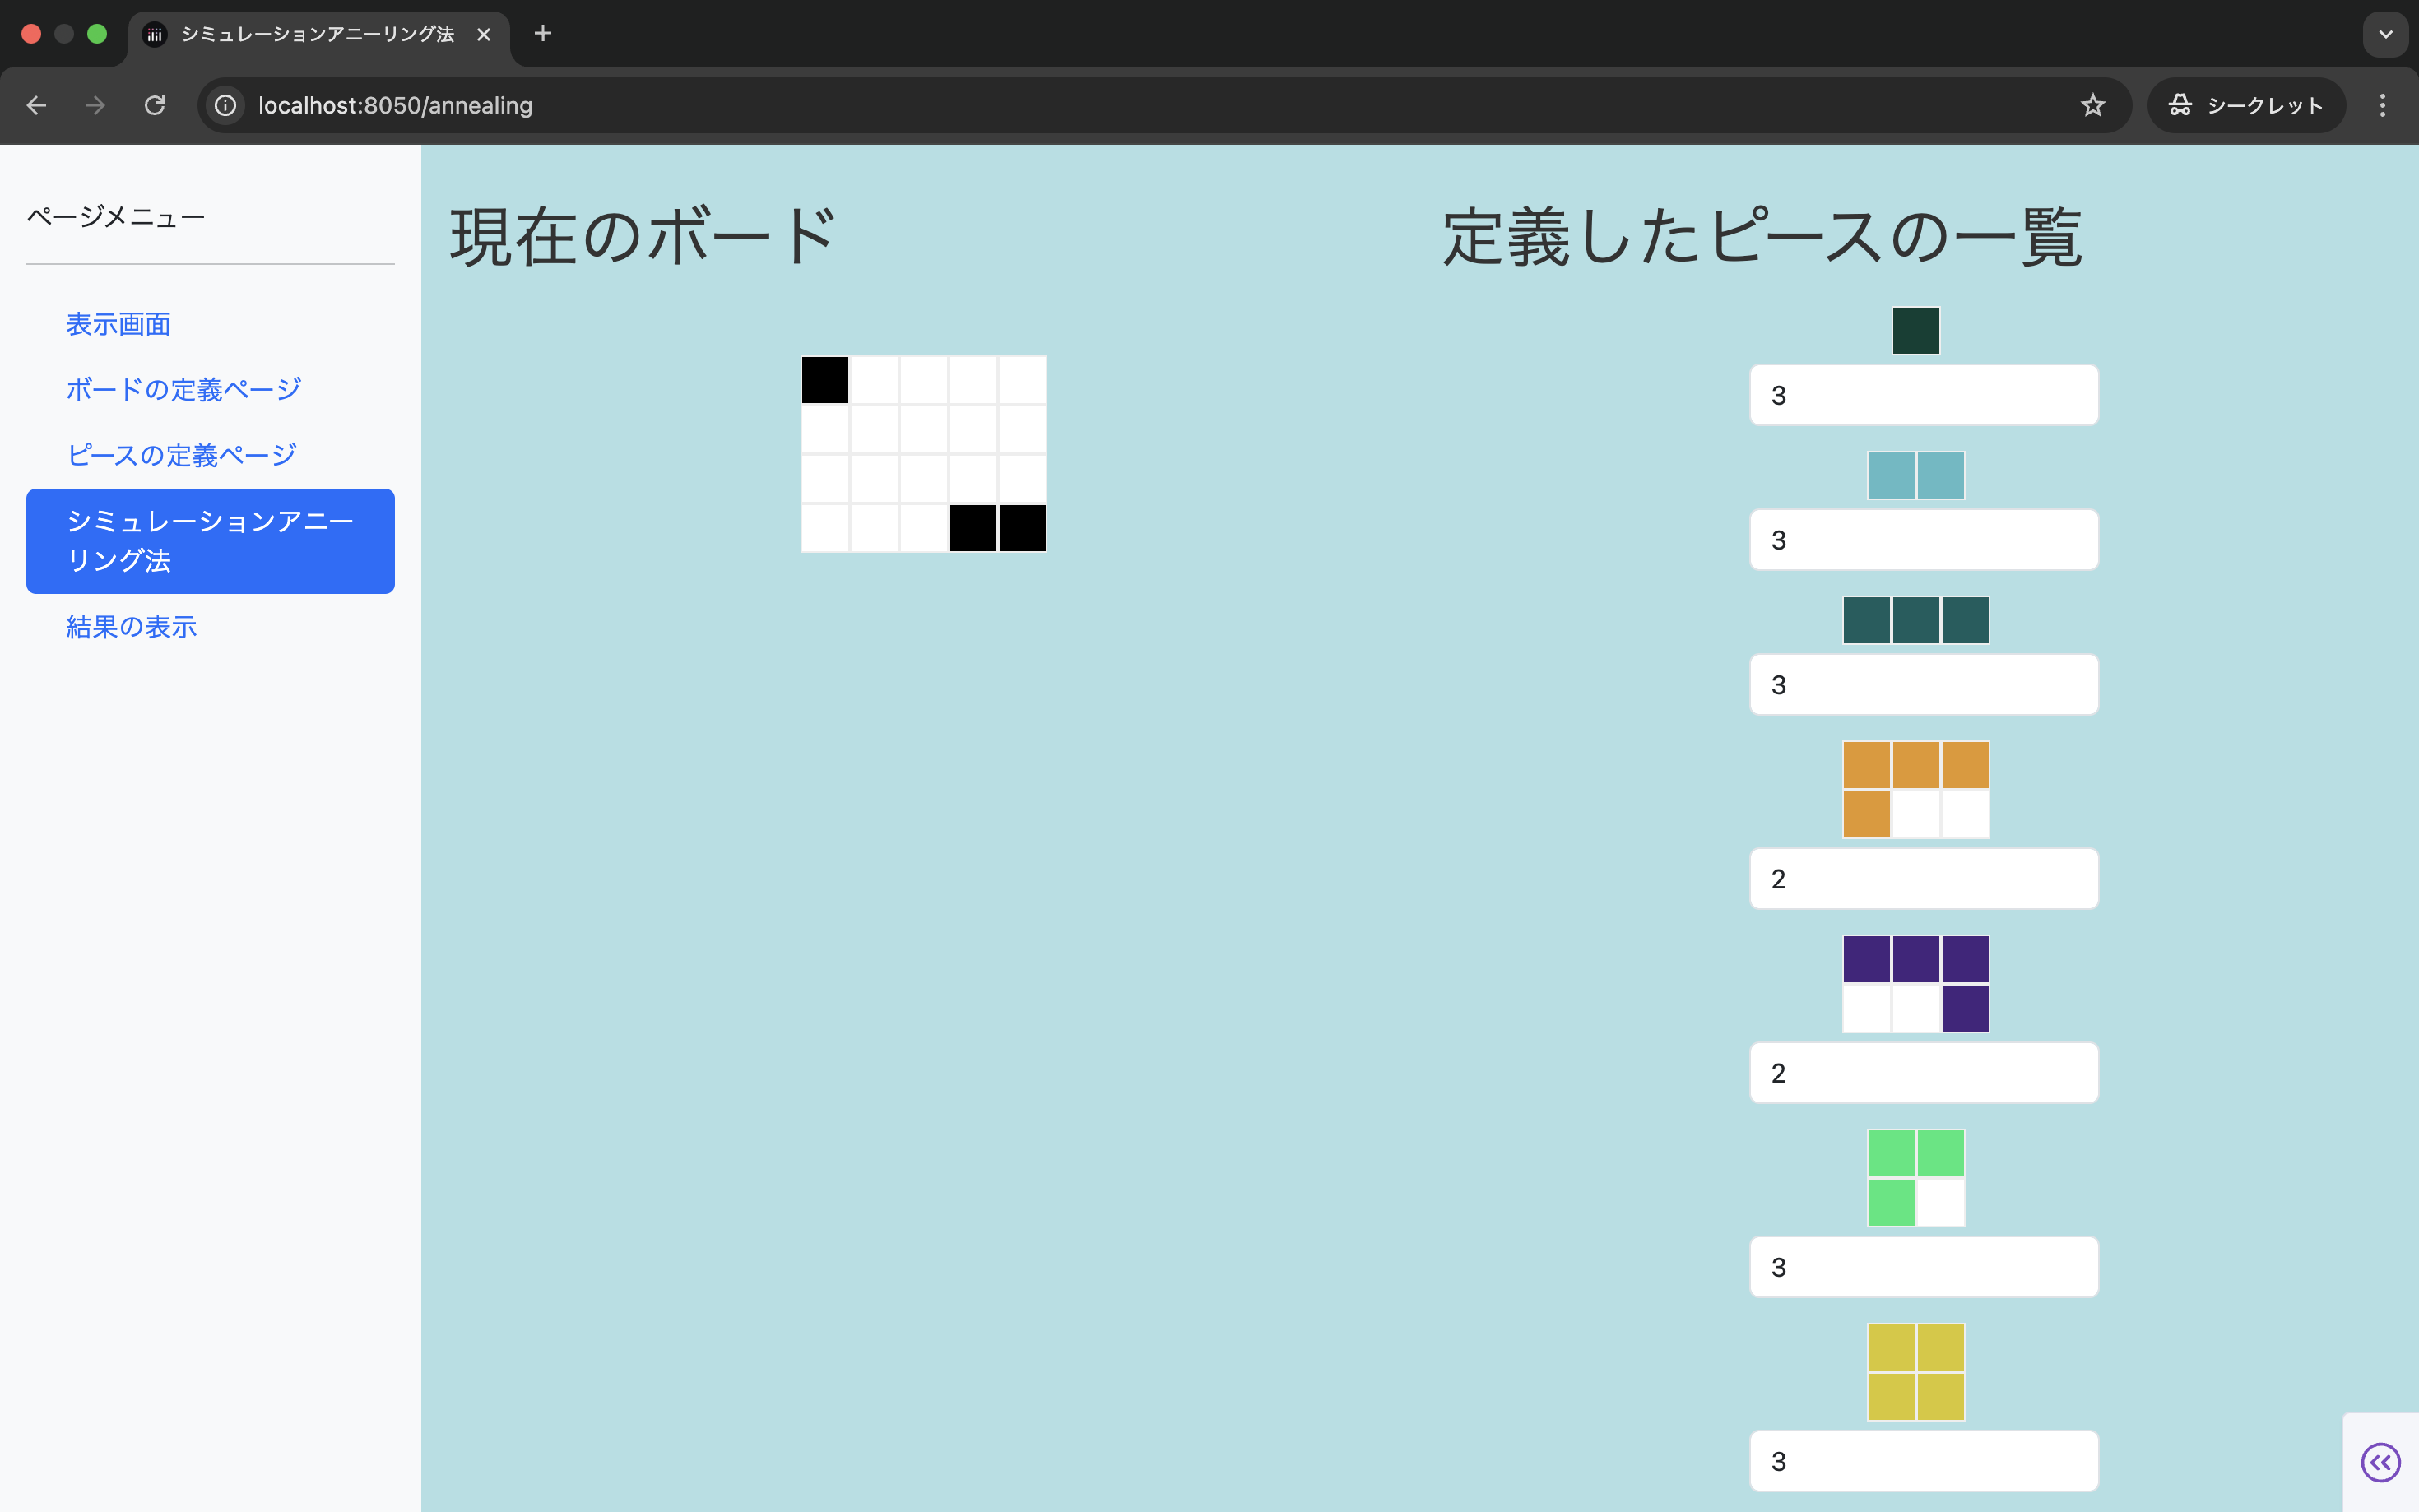 シミュレーションアニーリング法
localhost:8050/annealing
シークレット
ページメニュー
表示画面
ボードの定義ページ
ピースの定義ページ
シミュレーションアニー
リング法
結果の表示
現在のボード
定義したピースの一覧
3
3
3
2
2
3
3